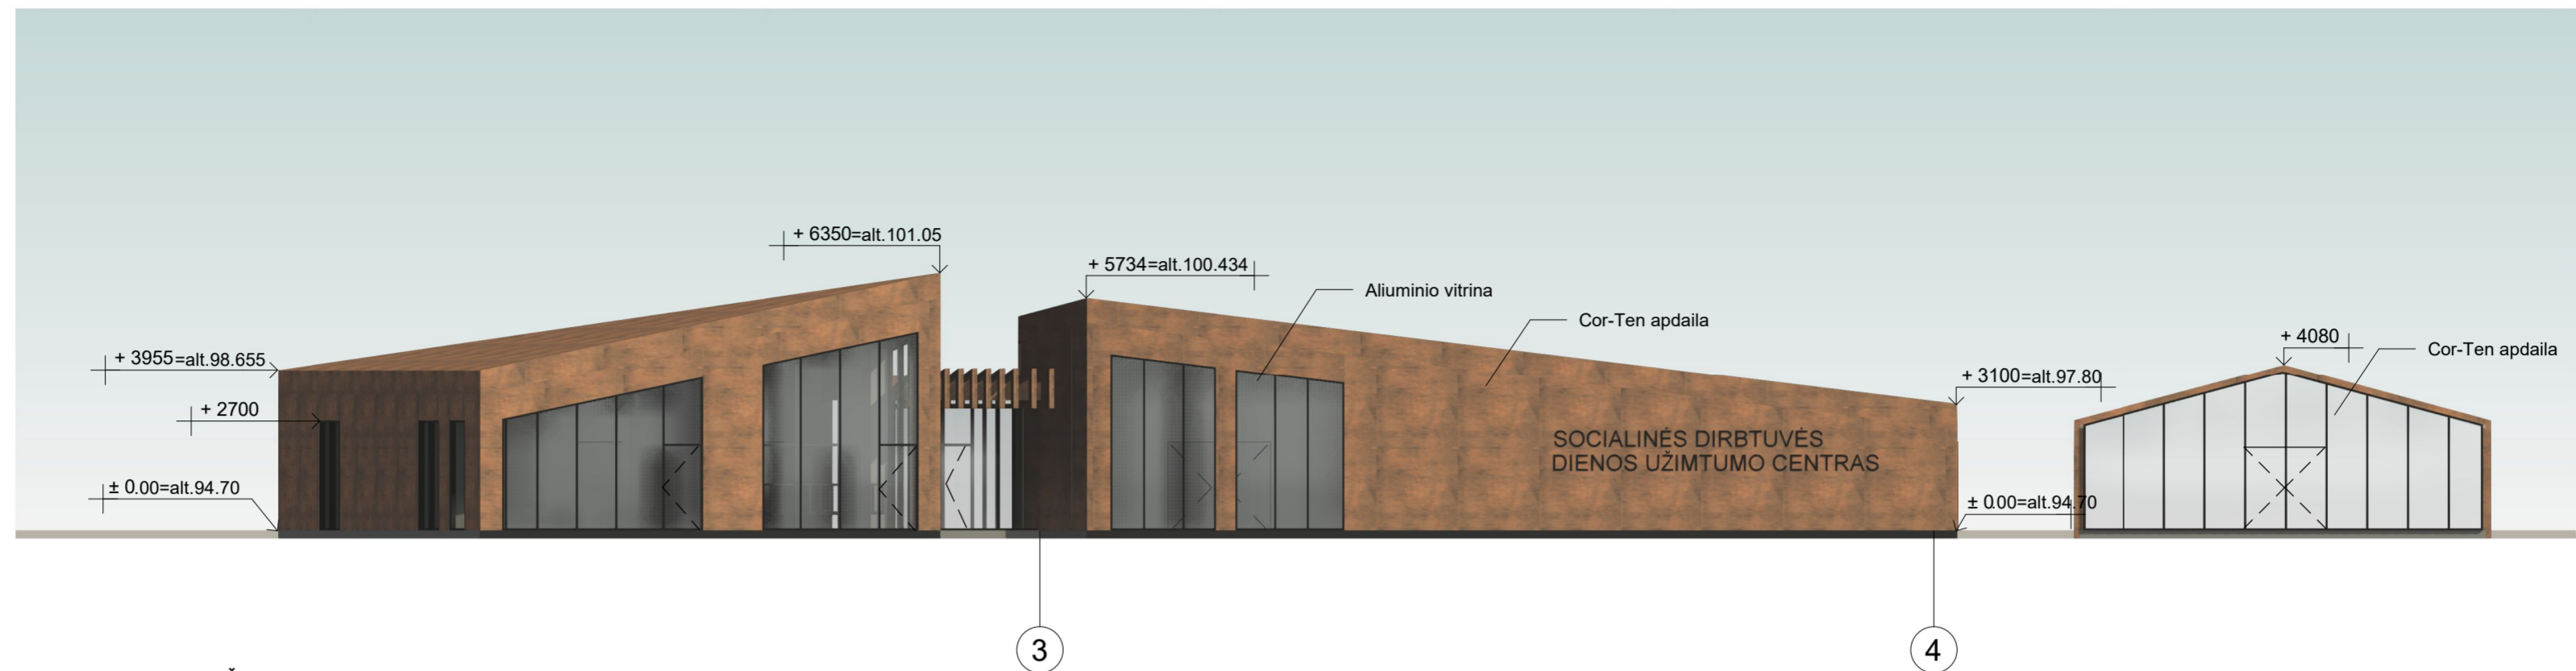 + 6350=alt.101.05
+ 5734=alt.100.434
Aliuminio vitrina
Cor-Ten apdaila
+ 4080
Cor-Ten apdaila
+ 3955=alt.98.655
+ 3100=alt.97.80
+ 2700
SOCIALINĖS DIRBTUVĖS
DIENOS UŽIMTUMO CENTRAS
± 0.00=alt.94.70
± 0.00=alt.94.70
3
4